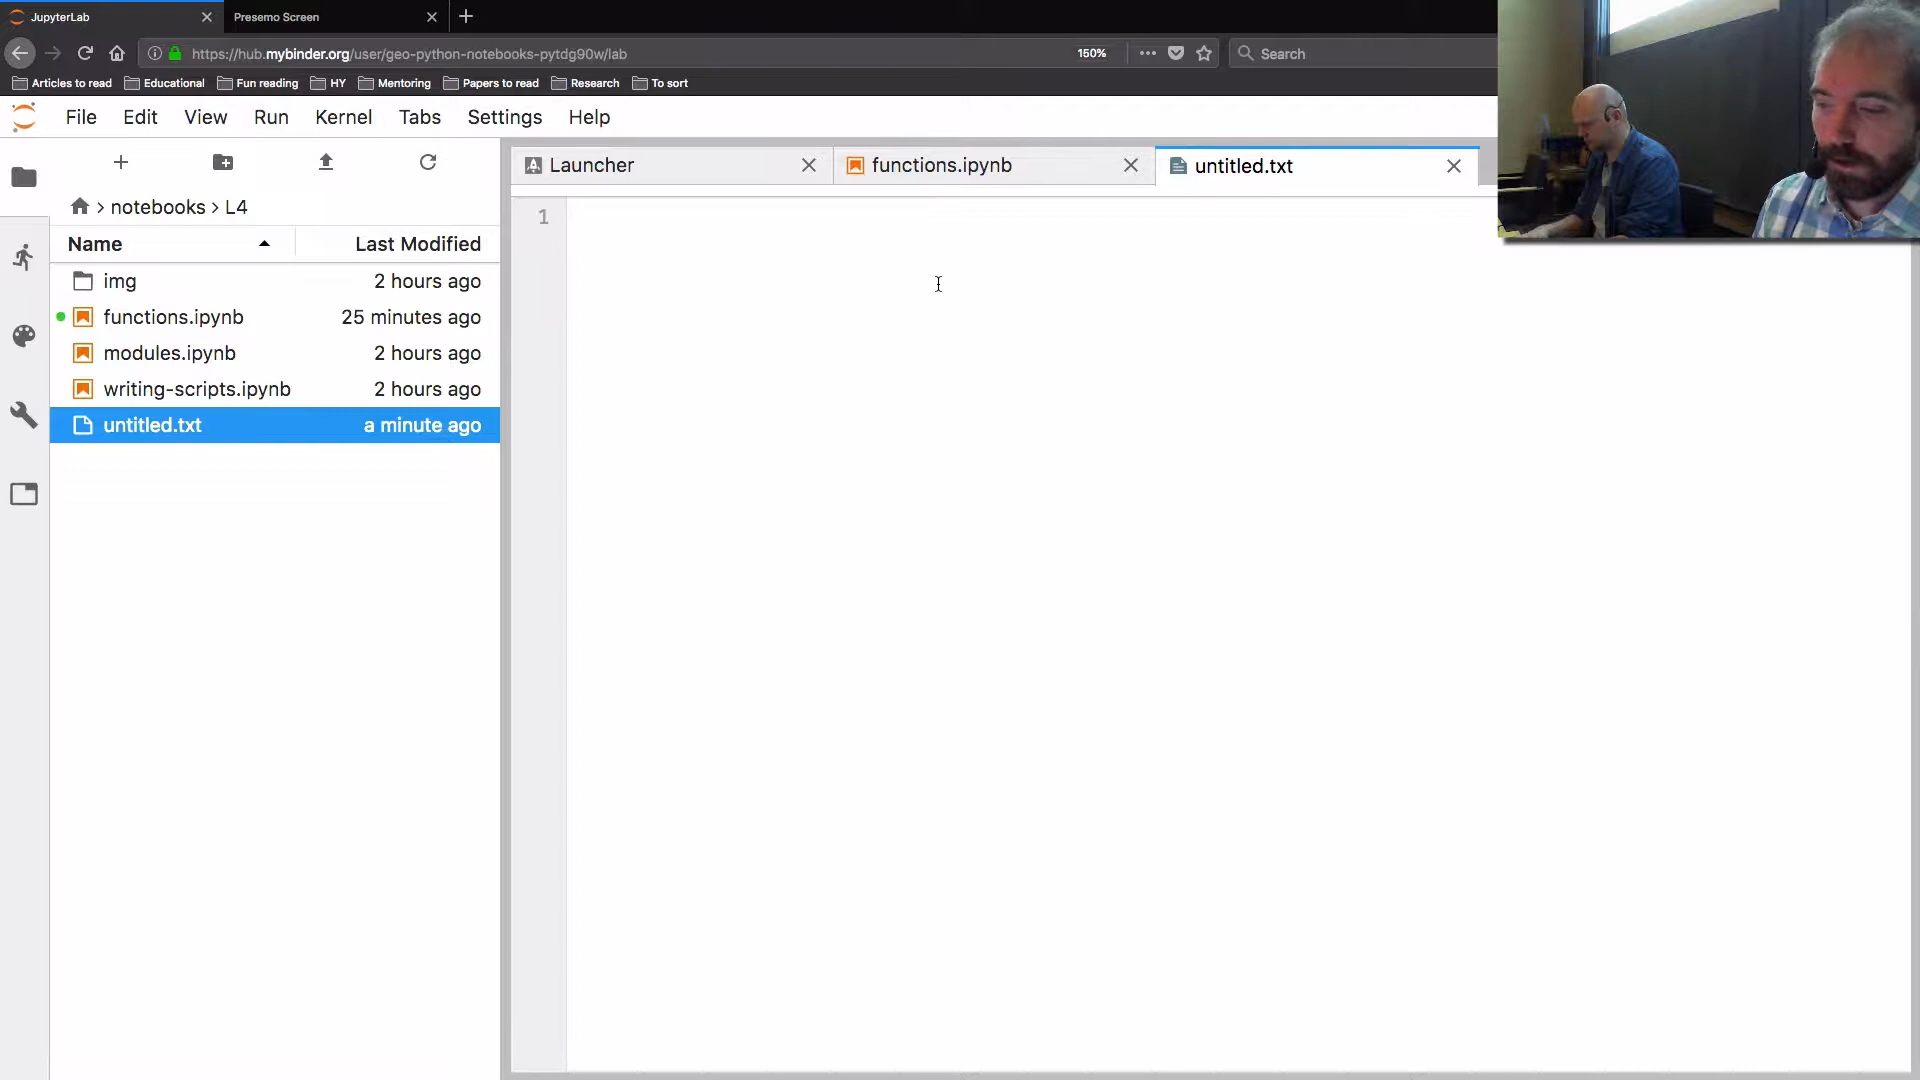 JupyterLab
Presemo Screen
https://hub.mybinder.org/user/geo-python-notebooks-pytdg90w/lab
150%
Search
Articles to read
Educational
Fun reading
HY
Mentoring
Papers to read
Research
To sort
File Edit View Run Kernel Tabs Settings Help
Launcher
functions.ipynb
untitled.txt
notebooks > L4
Name
Last Modified
img 2 hours ago
functions.ipynb 25 minutes ago
modules.ipynb 2 hours ago
writing-scripts.ipynb 2 hours ago
untitled.txt a minute ago
1